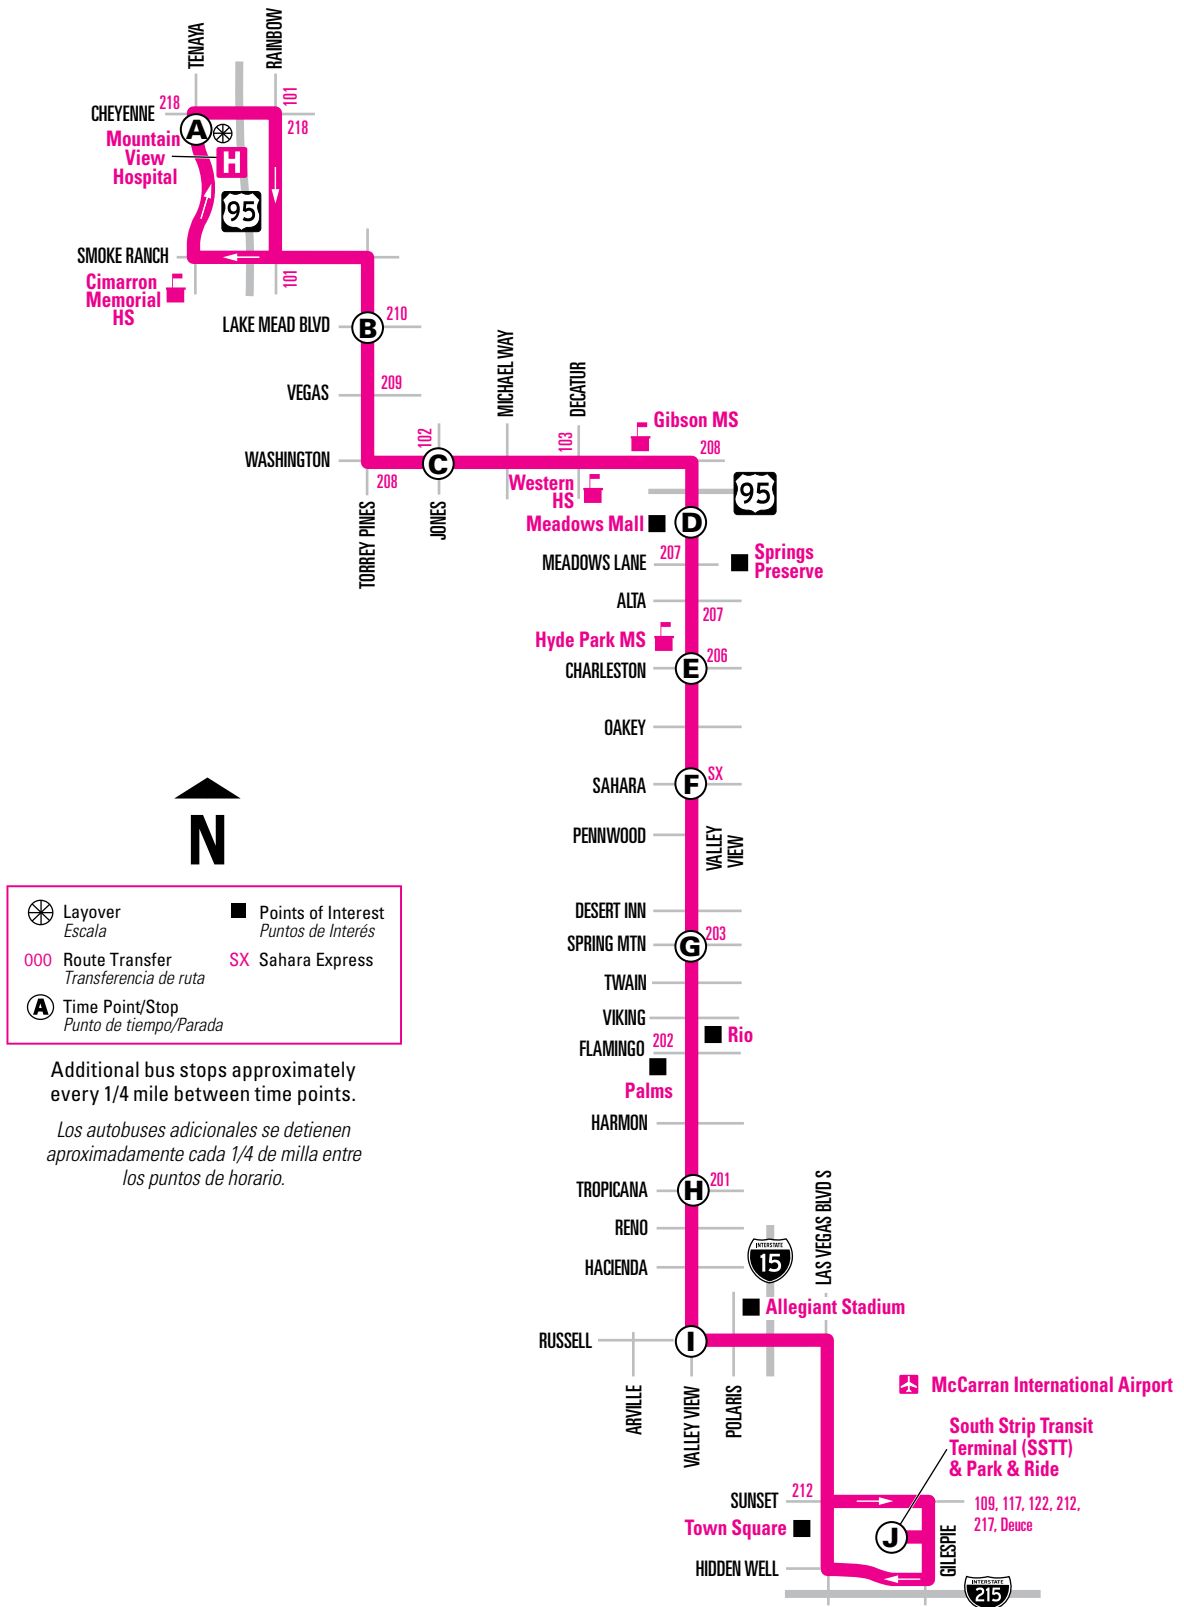 TENAYA
RAINBOW
CHEYENNE
218
101
218
A
Mountain
View
Hospital
H
95
SMOKE RANCH
101
Cimarron
Memorial
HS
LAKE MEAD BLVD
B
210
VEGAS
209
MICHAEL WAY
DECATUR
Gibson MS
WASHINGTON
208
102
C
103
208
Western
HS
95
TORREY PINES
JONES
Meadows Mall
D
MEADOWS LANE
207
Springs
Preserve
ALTA
207
Hyde Park MS
CHARLESTON
E
206
OAKEY
SAHARA
F
SX
PENNWOOD
VALLEY
VIEW
N
Layover
Escala
000 Route Transfer
Transferencia de ruta
A Time Point/Stop
Punto de tiempo/Parada
Points of Interest
Puntos de Interés
SX Sahara Express
Additional bus stops approximately
every 1/4 mile between time points.
Los autobuses adicionales se detienen
aproximadamente cada 1/4 de milla entre
los puntos de horario.
DESERT INN
SPRING MTN
G
203
TWAIN
VIKING
Rio
FLAMINGO
202
Palms
HARMON
TROPICANA
H
201
RENO
HACIENDA
INTERSTATE
15
LAS VEGAS BLVD S
Allegiant Stadium
RUSSELL
I
ARVILLE
VALLEY VIEW
POLARIS
McCarran International Airport
South Strip Transit
Terminal (SSTT)
& Park & Ride
SUNSET
212
109, 117, 122, 212,
217, Deuce
Town Square
J
GILESPIE
HIDDEN WELL
INTERSTATE
215